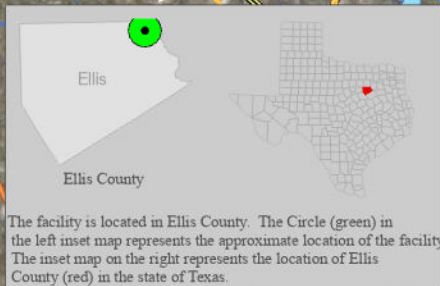 Ellis
Ellis County
The facility is located in Ellis County. The Circle (green) in
the left inset map represents the approximate location of the facility
The inset map on the right represents the location of Ellis
County (red) in the state of Texas.